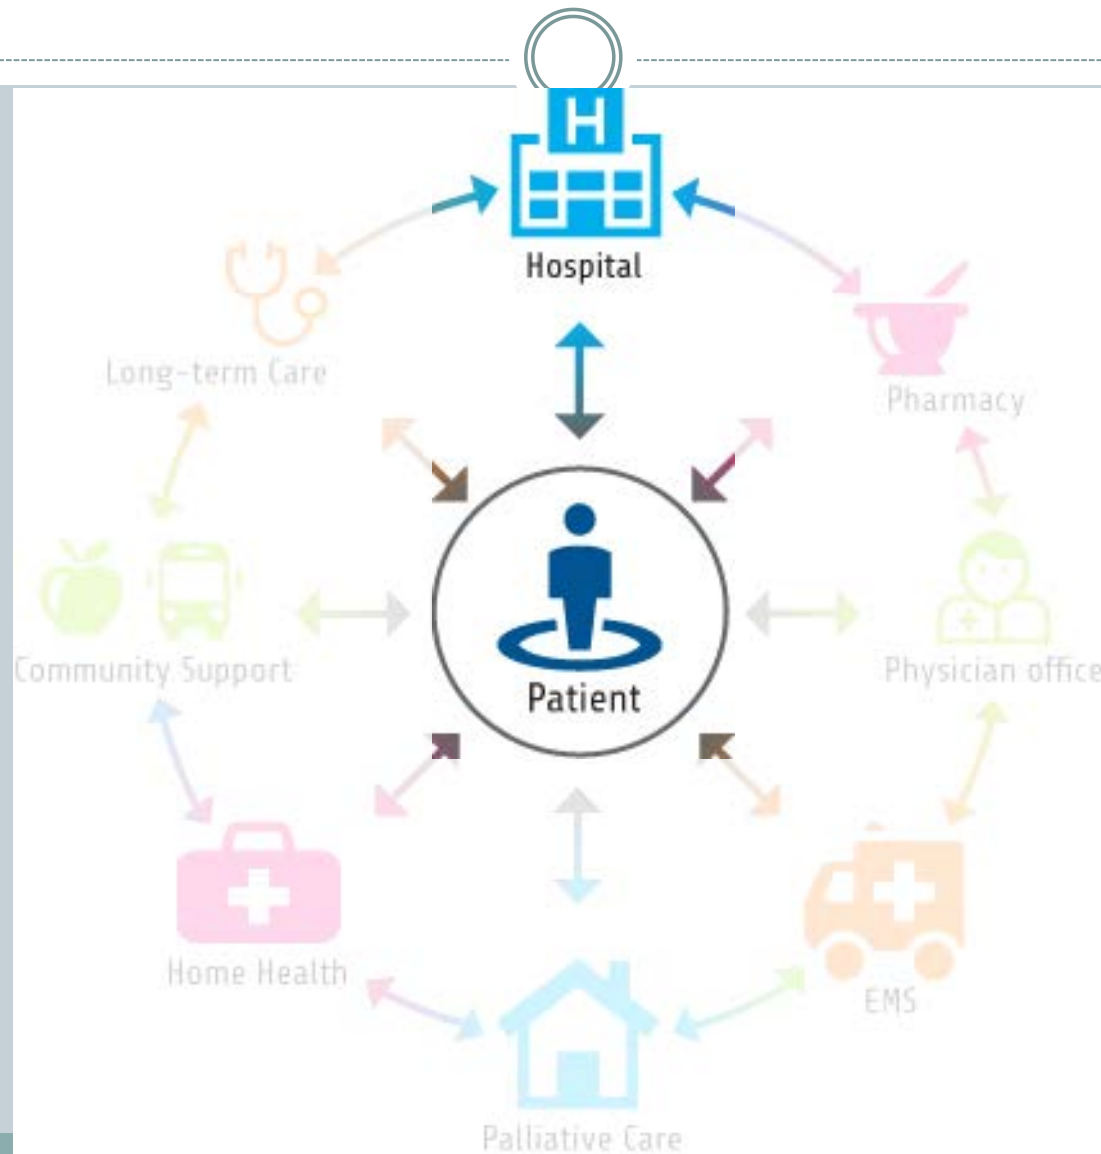 H
Hospital
Long-term Care
Pharmacy
Community Support
Physician office
Patient
Home Health
EMS
Palliative Care